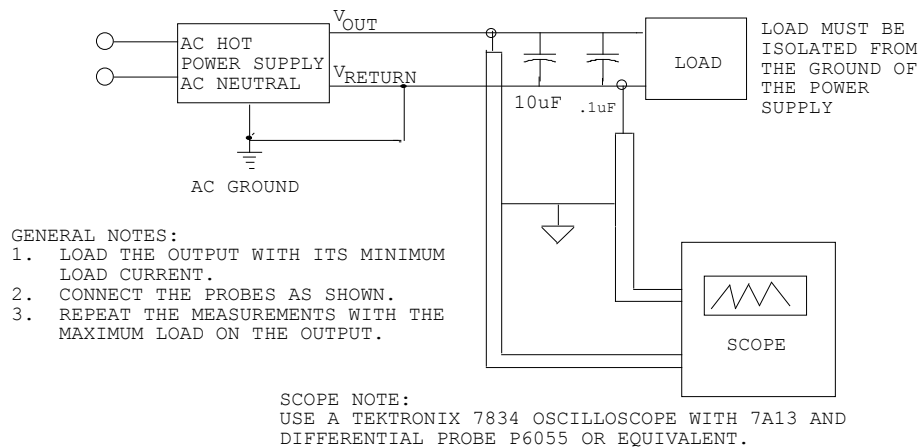 V OUT
AC HOT
POWER SUPPLY
AC NEUTRAL
V RETURN
LOAD
LOAD MUST BE
ISOLATED FROM
THE GROUND OF
THE POWER
SUPPLY
10uF
.1uF
AC GROUND
GENERAL NOTES:
1. LOAD THE OUTPUT WITH ITS MINIMUM
LOAD CURRENT.
2. CONNECT THE PROBES AS SHOWN.
3. REPEAT THE MEASUREMENTS WITH THE
MAXIMUM LOAD ON THE OUTPUT.
SCOPE
SCOPE NOTE:
USE A TEKTRONIX 7834 OSCILLOSCOPE WITH 7A13 AND
DIFFERENTIAL PROBE P6055 OR EQUIVALENT.